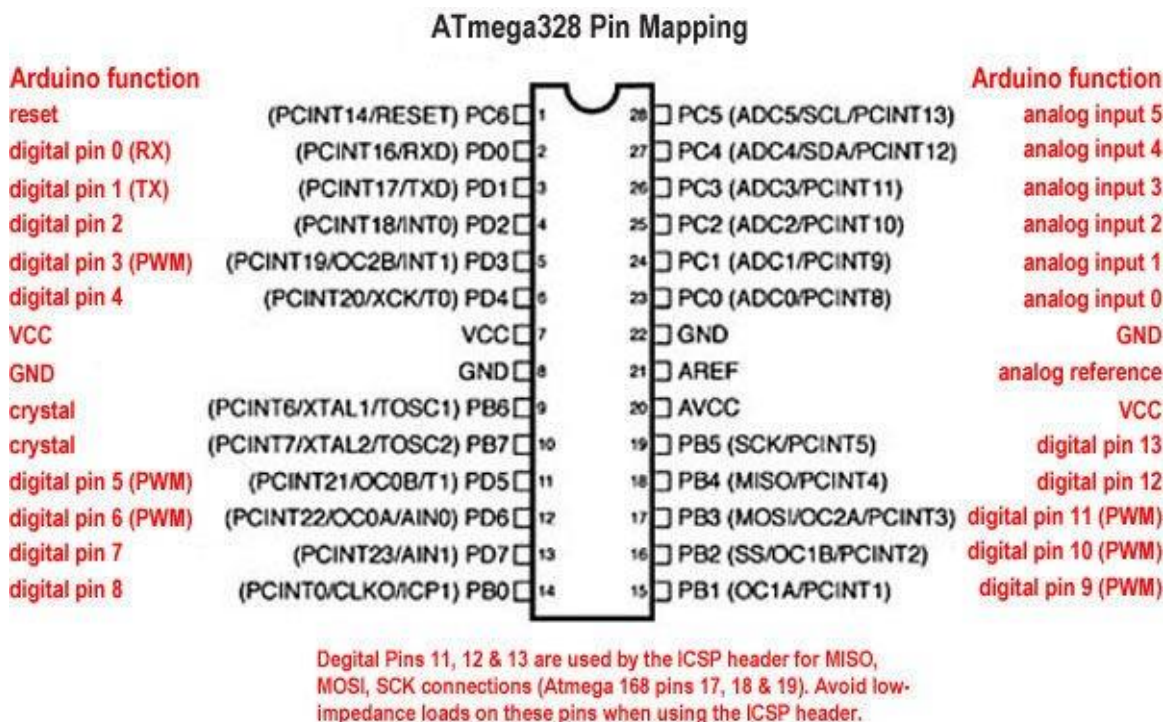 ATmega328 Pin Mapping
Arduino function Arduino function
reset (PCINT14/RESET) PC6 1 28 PC5 (ADC5/SCL/PCINT13) analog input 5
digital pin 0 (RX) (PCINT16/RXD) PD0 2 27 PC4 (ADC4/SDA/PCINT12) analog input 4
digital pin 1 (TX) (PCINT17/TXD) PD1 3 26 PC3 (ADC3/PCINT11) analog input 3
digital pin 2 (PCINT18/INT0) PD2 4 25 PC2 (ADC2/PCINT10) analog input 2
digital pin 3 (PWM) (PCINT19/OC2B/INT1) PD3 5 24 PC1 (ADC1/PCINT9) analog input 1
digital pin 4 (PCINT20/XCK/T0) PD4 6 23 PC0 (ADC0/PCINT8) analog input 0
VCC VCC 7 22 GND GND
GND GND 8 21 AREF analog reference
crystal (PCINT6/XTAL1/TOSC1) PB6 9 20 AVCC VCC
crystal (PCINT7/XTAL2/TOSC2) PB7 10 19 PB5 (SCK/PCINT5) digital pin 13
digital pin 5 (PWM) (PCINT21/OC0B/T1) PD5 11 18 PB4 (MISO/PCINT4) digital pin 12
digital pin 6 (PWM) (PCINT22/OC0A/AIN0) PD6 12 17 PB3 (MOSI/OC2A/PCINT3) digital pin 11 (PWM)
digital pin 7 (PCINT23/AIN1) PD7 13 16 PB2 (SS/OC1B/PCINT2) digital pin 10 (PWM)
digital pin 8 (PCINT0/CLKO/ICP1) PB0 14 15 PB1 (OC1A/PCINT1) digital pin 9 (PWM)
Degital Pins 11, 12 & 13 are used by the ICSP header for MISO,
MOSI, SCK connections (Atmega 168 pins 17, 18 & 19). Avoid low-
impedance loads on these pins when using the ICSP header.